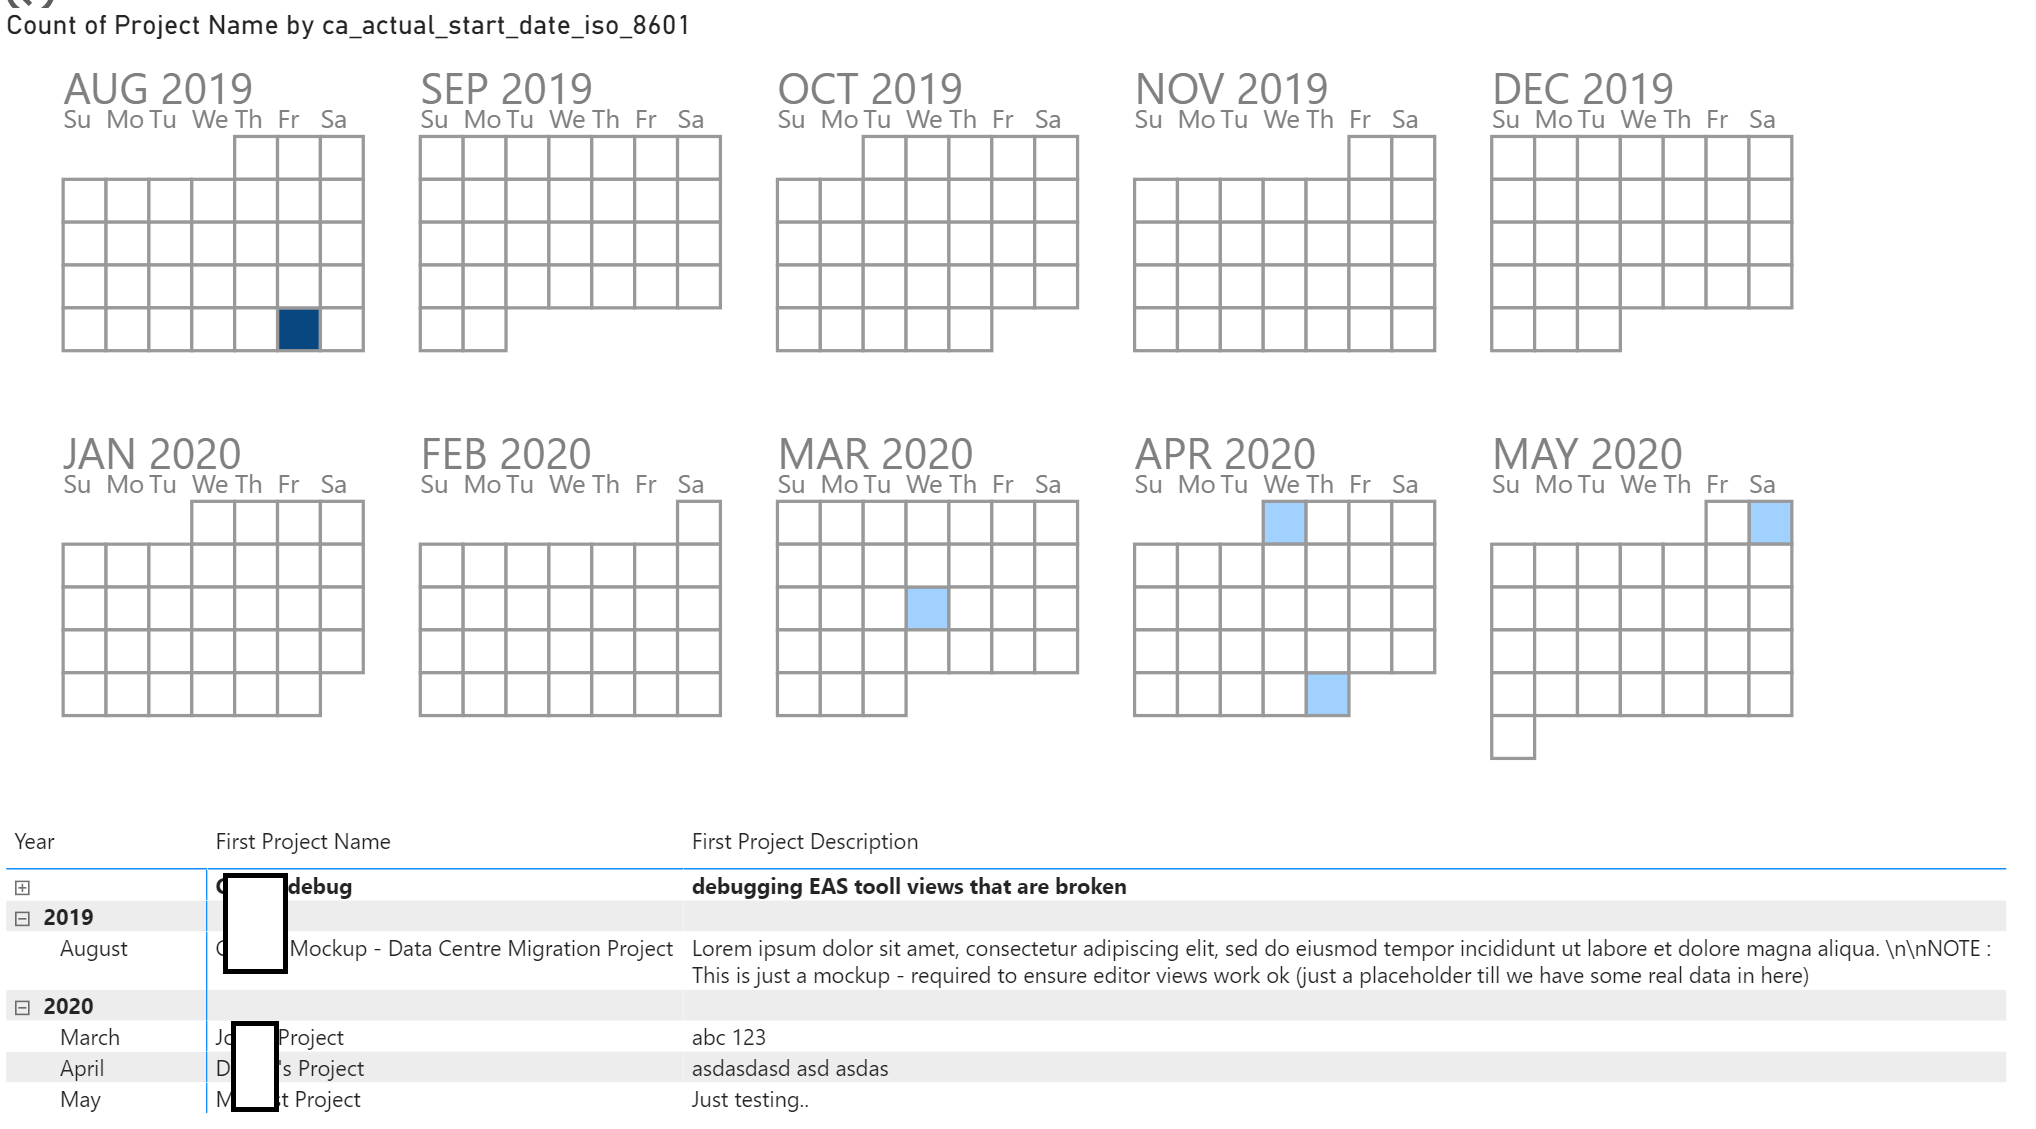 Count of Project Name by ca_actual_start_date_iso_8601
AUG 2019 SEP 2019 OCT 2019 NOV 2019 DEC 2019
Su Mo Tu We Th Fr Sa Su Mo Tu We Th Fr Sa Su Mo Tu We Th Fr Sa Su Mo Tu We Th Fr Sa Su Mo Tu We Th Fr Sa
JAN 2020 FEB 2020 MAR 2020 APR 2020 MAY 2020
Su Mo Tu We Th Fr Sa Su Mo Tu We Th Fr Sa Su Mo Tu We Th Fr Sa Su Mo Tu We Th Fr Sa Su Mo Tu We Th Fr Sa
Year First Project Name First Project Description
debug debugging EAS tooll views that are broken
2019
August Mockup - Data Centre Migration Project Lorem ipsum dolor sit amet, consectetur adipiscing elit, sed do eiusmod tempor incididunt ut labore et dolore magna aliqua. \n\nNOTE :
This is just a mockup - required to ensure editor views work ok (just a placeholder till we have some real data in here)
2020
March Project abc 123
April 's Project asdasdasd asd asdas
May Project Just testing..